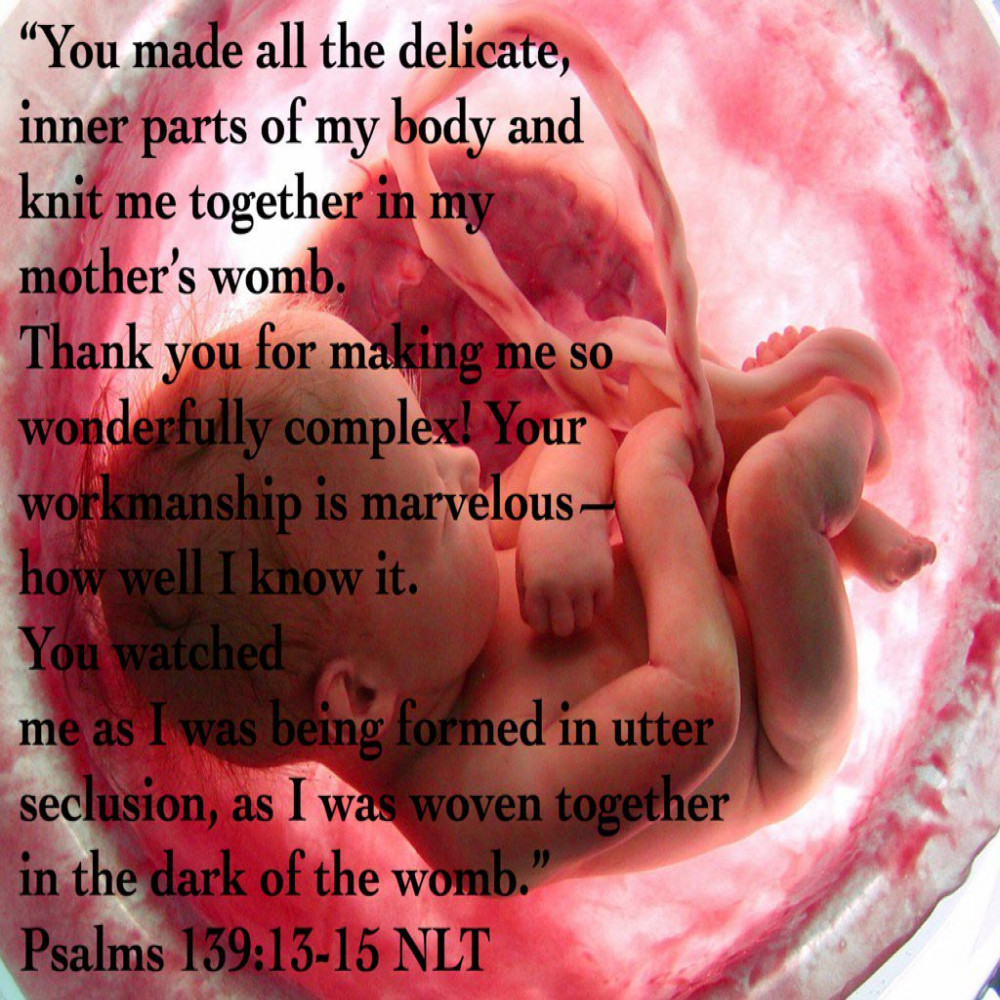 “You made all the delicate,
inner parts of my body and
knit me together in my
mother’s womb.
Thank you for making me so
wonderfully complex! Your
workmanship is marvelous—
how well I know it.
You watched
me as I was being formed in utter
seclusion, as I was woven together
in the dark of the womb.”
Psalms 139:13-15 NLT